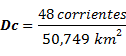 Dc = 48 corrientes / 50,749 km²